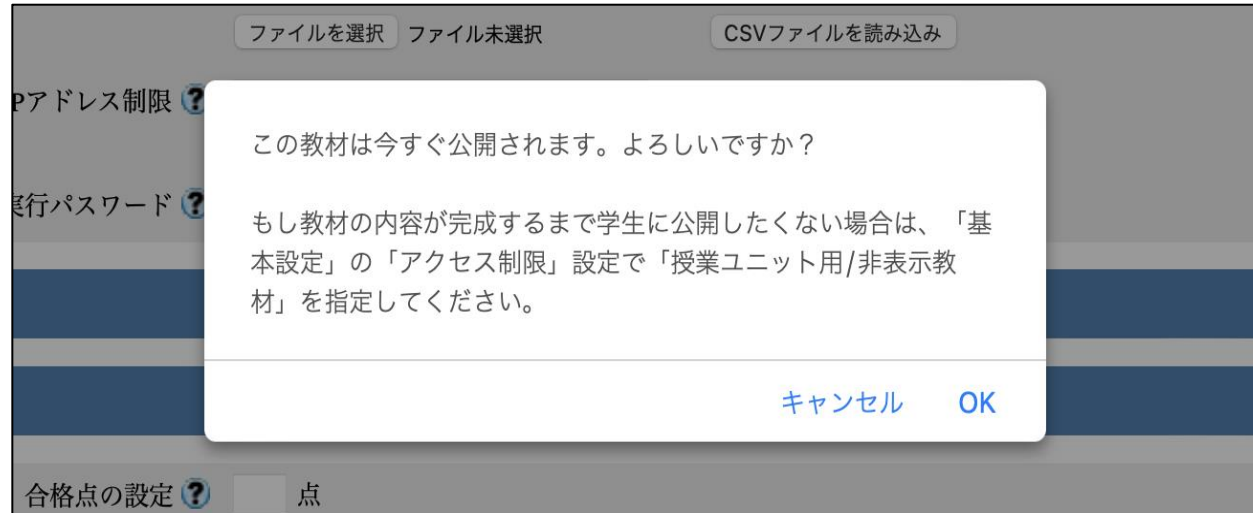 ファイルを選択 ファイル未選択 CSVファイルを読み込み
Pアドレス制限 ?
この教材は今すぐ公開されます。よろしいですか？
実行パスワード ?
もし教材の内容が完成するまで学生に公開したくない場合は、「基
本設定」の「アクセス制限」設定で「授業ユニット用/非表示教
材」を指定してください。
キャンセル OK
合格点の設定 ? 点